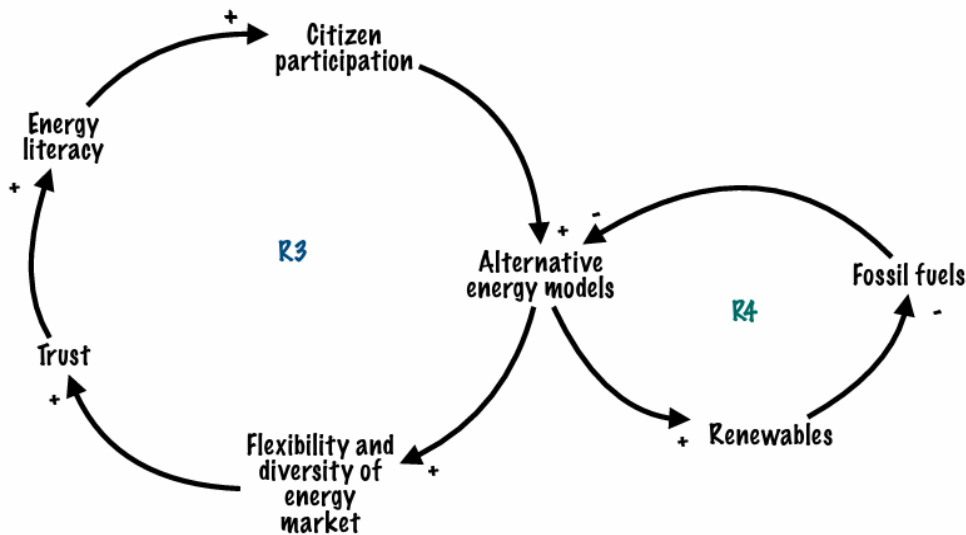 +
Citizen
participation
Energy
literacy
+
+
-
R3
Alternative
energy models
Fossil fuels
R4
-
Trust
+
+
Renewables
Flexibility and
diversity of
energy
market
+